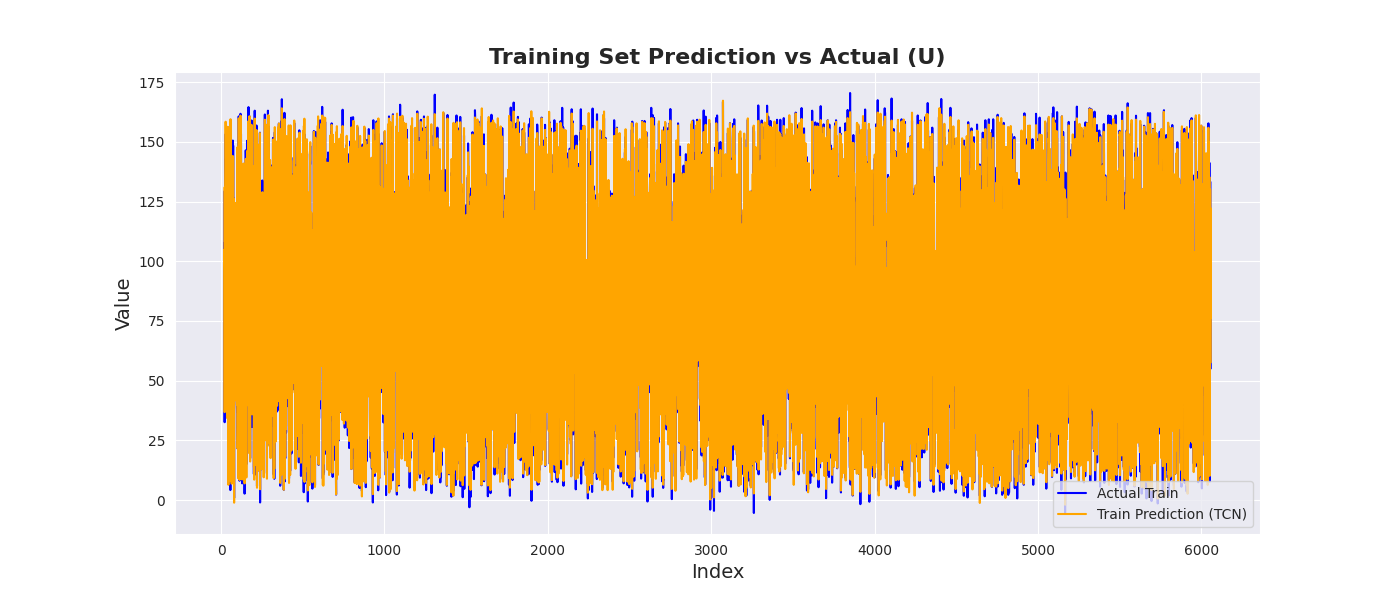 Training Set Prediction vs Actual (U)
175
150
125
100
75
50
25
0
Value
0 1000 2000 3000 4000 5000 6000
Index
Actual Train
Train Prediction (TCN)